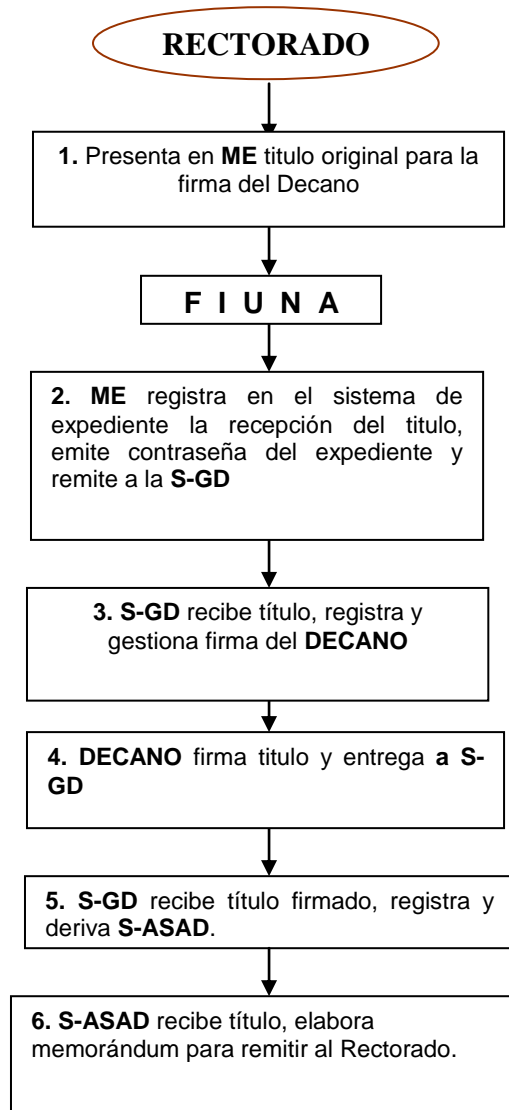 RECTORADO
1. Presenta en ME titulo original para la
firma del Decano
F I U N A
2. ME registra en el sistema de
expediente la recepción del titulo,
emite contraseña del expediente y
remite a la S-GD
3. S-GD recibe título, registra y
gestiona firma del DECANO
4. DECANO firma titulo y entrega a S-
GD
5. S-GD recibe título firmado, registra y
deriva S-ASAD.
6. S-ASAD recibe título, elabora
memorándum para remitir al Rectorado.